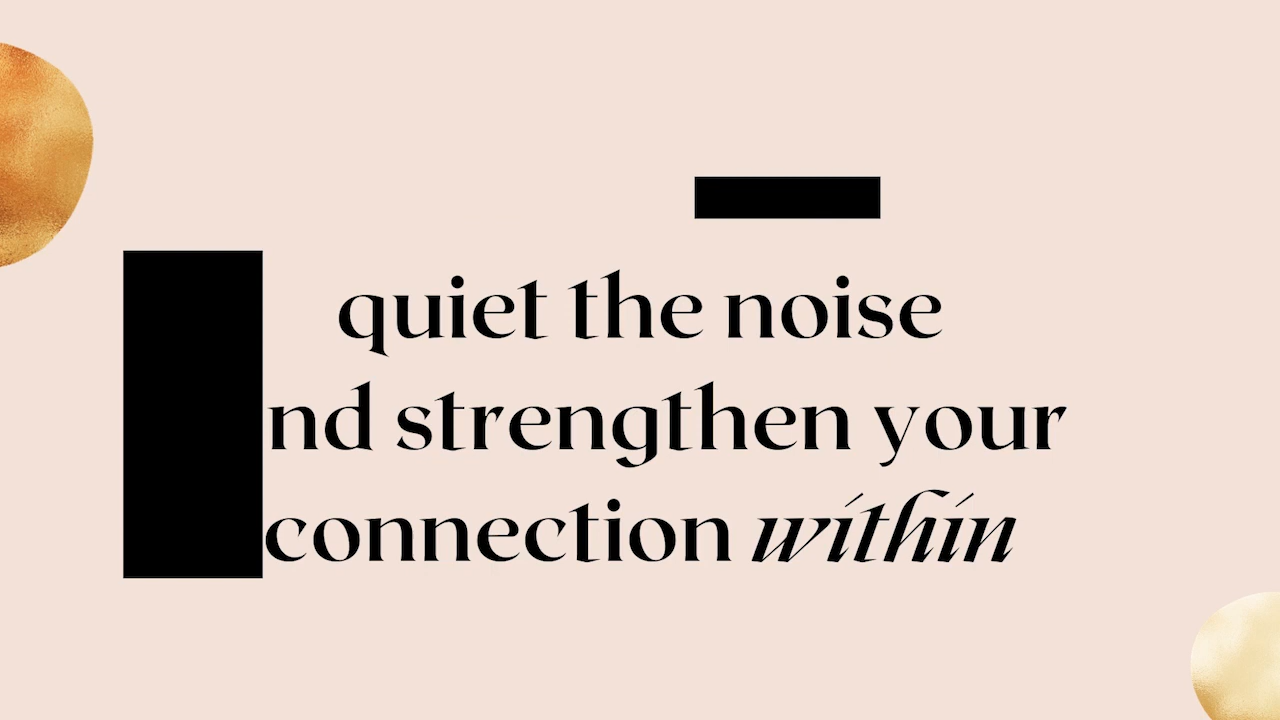 quiet the noise
nd strengthen your
connection within